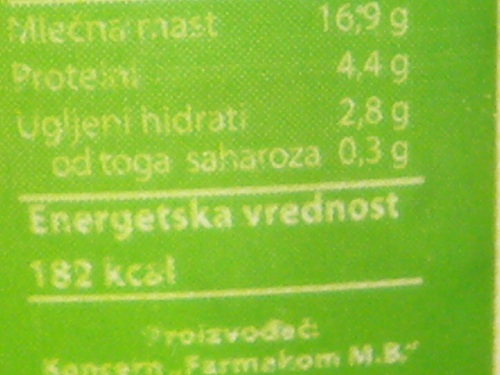 Mlečna mast 16,9 g
Proteini 4,4 g
Ugljeni hidrati 2,8 g
od toga saharoza 0,3 g
Energetska vrednost
182 kcal
Proizvođač:
Koncern „Farmakom M.B.“